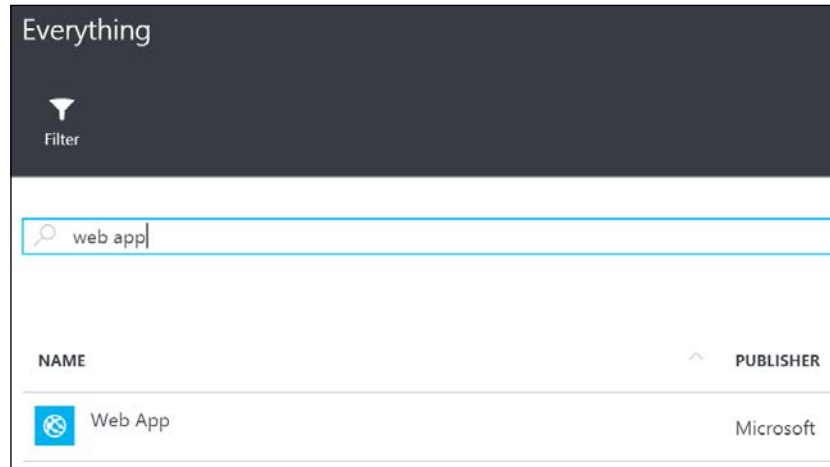 Everything
Filter
web app
NAME PUBLISHER
Web App Microsoft